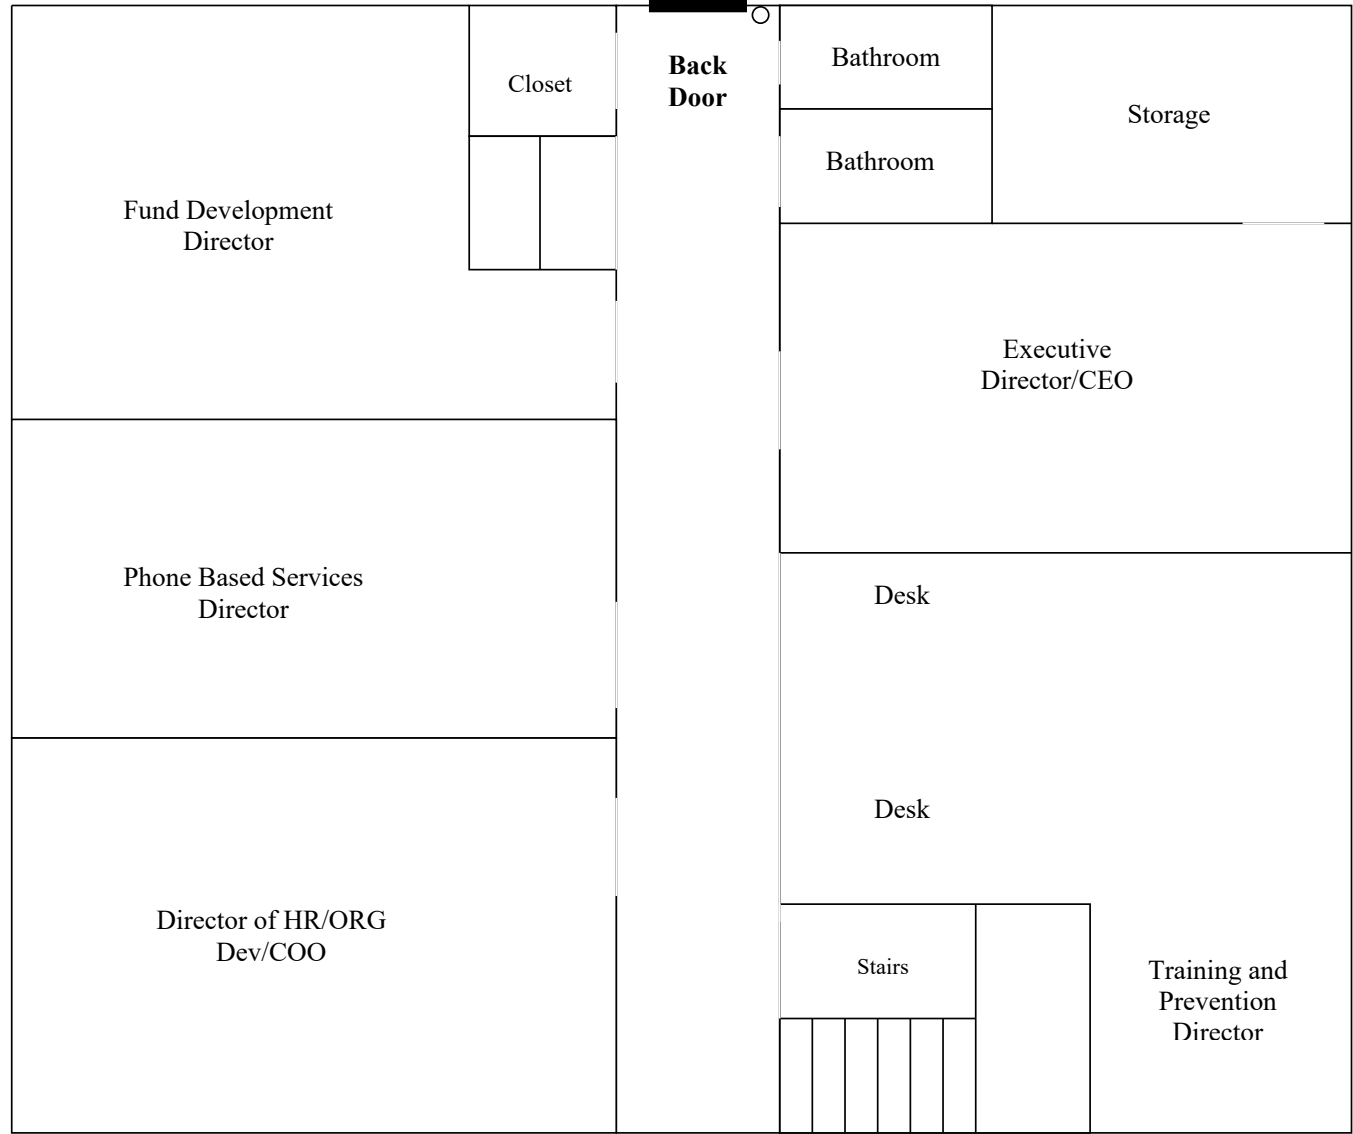 Back
Door
Closet
Bathroom
Bathroom
Storage
Fund Development
Director
Executive
Director/CEO
Phone Based Services
Director
Desk
Desk
Director of HR/ORG
Dev/COO
Stairs
Training and
Prevention
Director